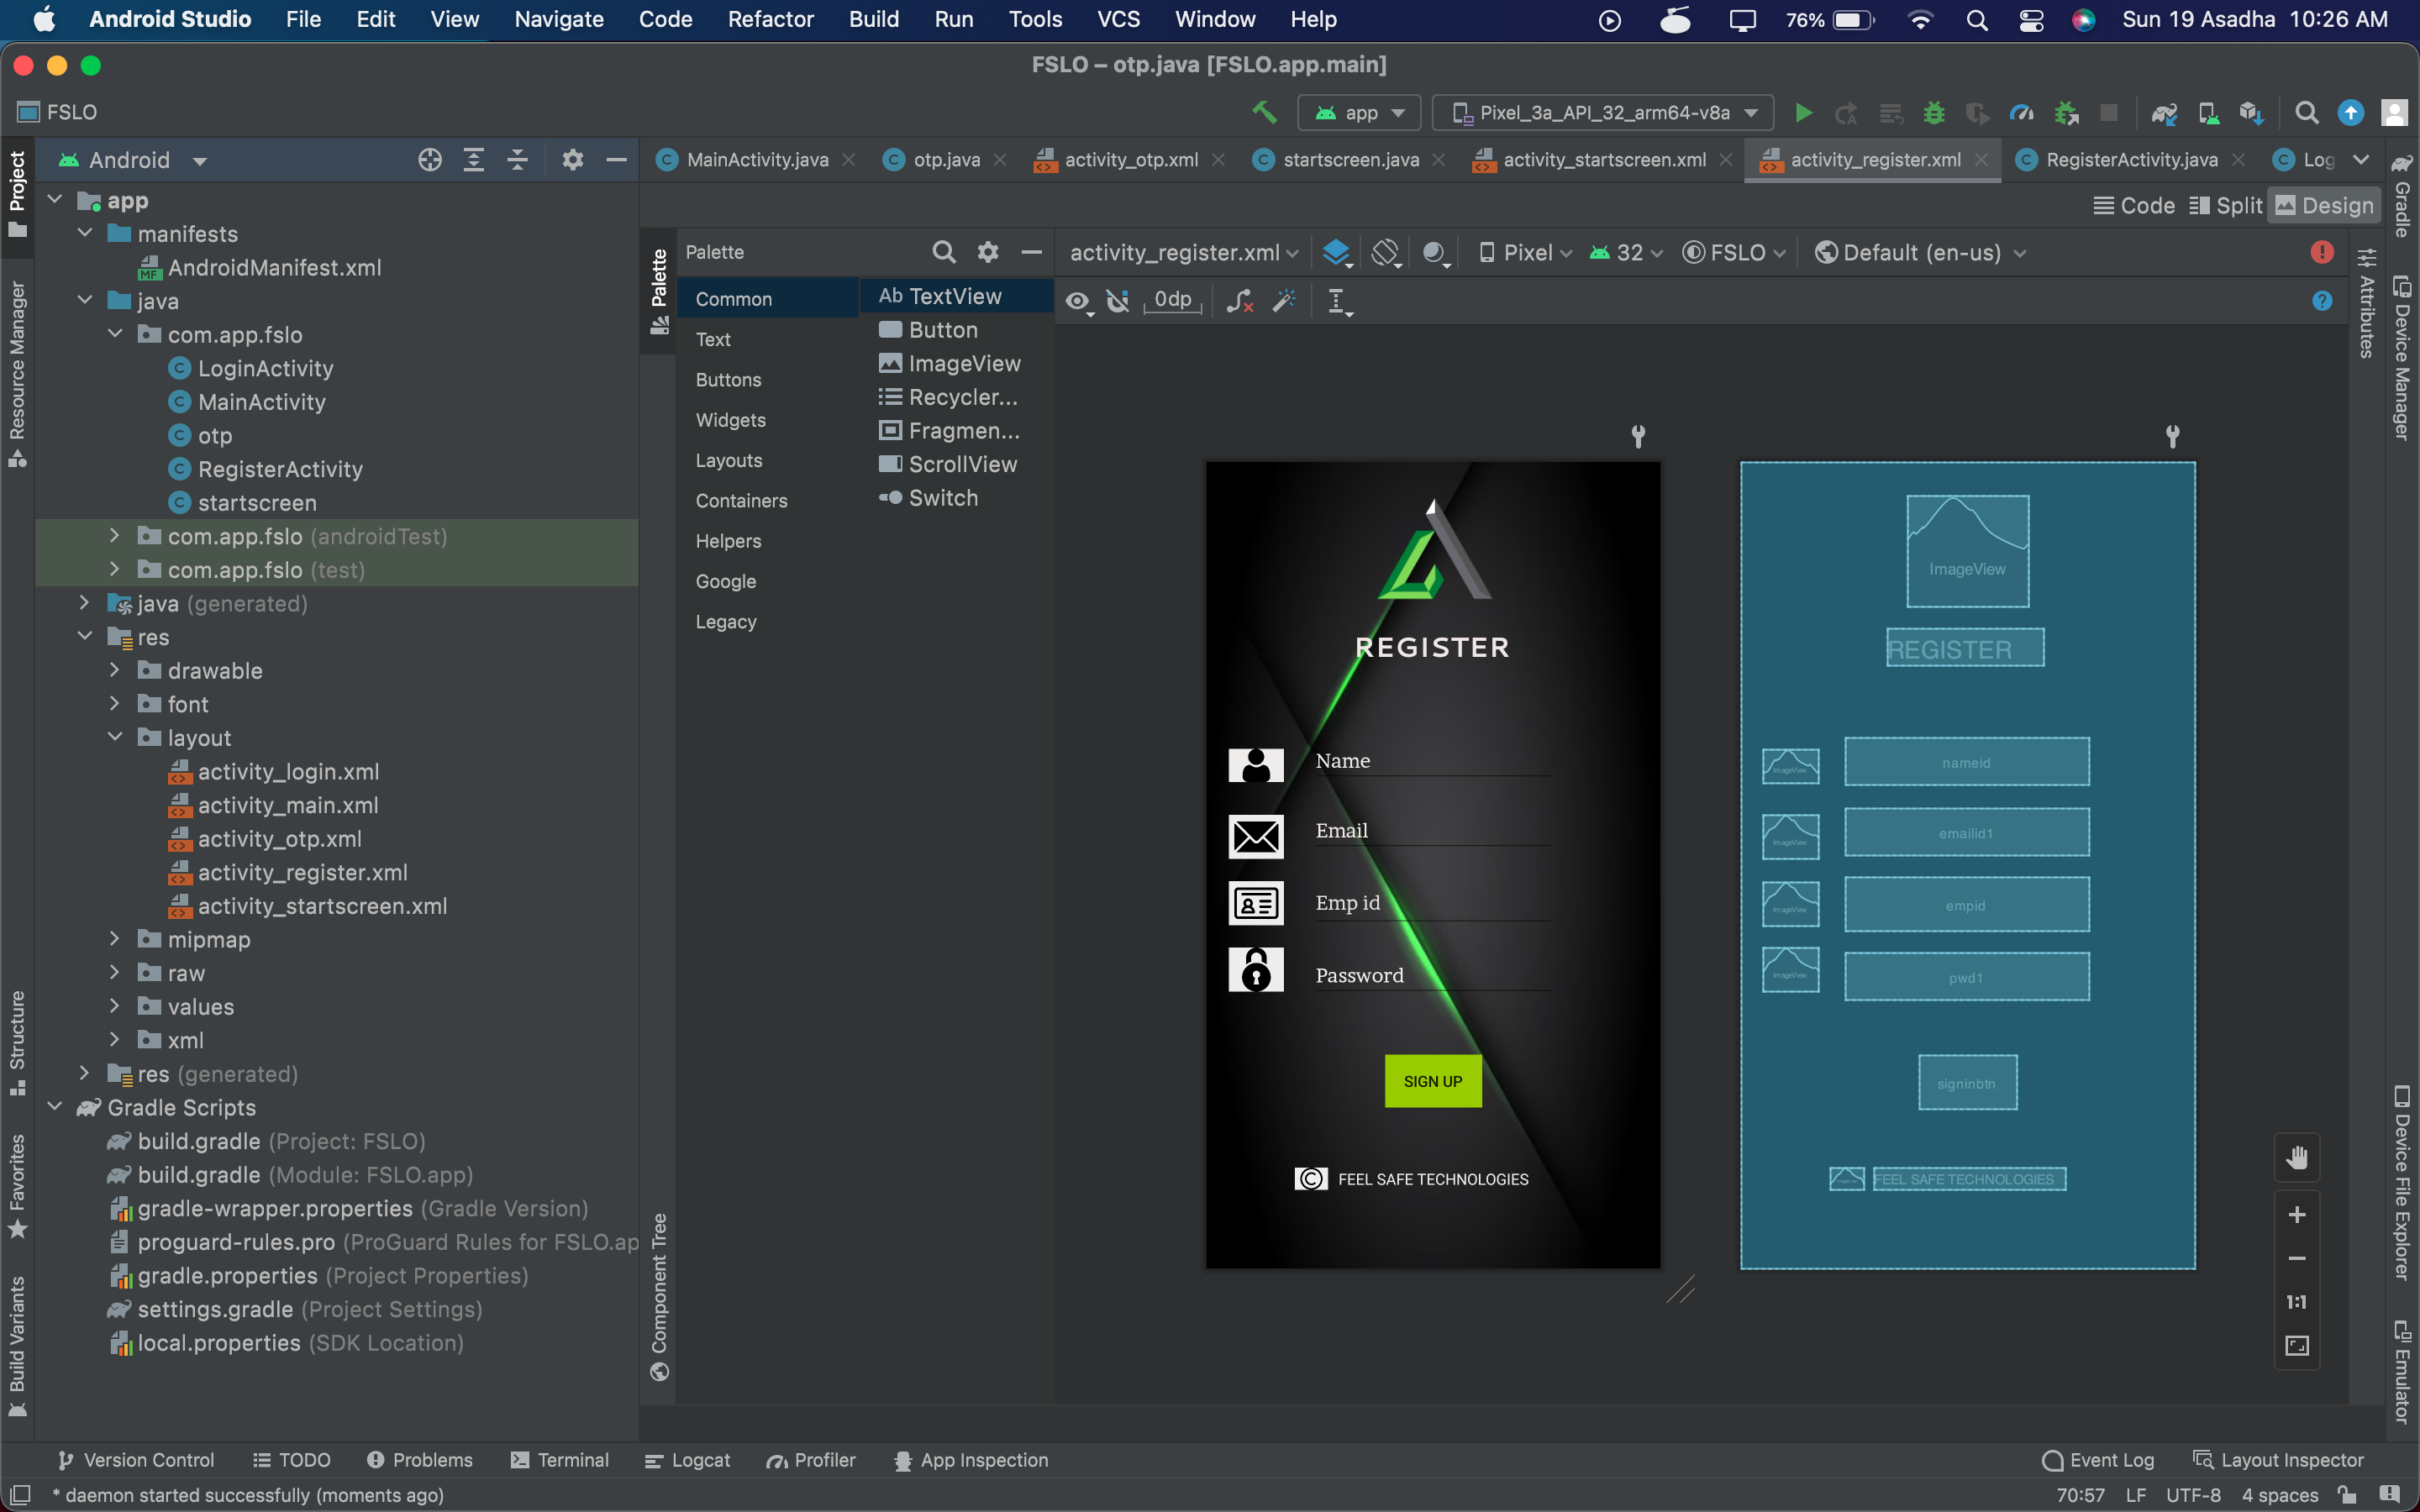 Android Studio File Edit View Navigate Code Refactor Build Run Tools VCS Window Help 76% Sun 19 Asadha 10:26 AM
FSLO – otp.java [FSLO.app.main]
FSLO app Pixel_3a_API_32_arm64-v8a
Project
Resource Manager
Structure
Favorites
Build Variants
Android
app
manifests
AndroidManifest.xml
java
com.app.fslo
LoginActivity
MainActivity
otp
RegisterActivity
startscreen
com.app.fslo (androidTest)
com.app.fslo (test)
java (generated)
res
drawable
font
layout
activity_login.xml
activity_main.xml
activity_otp.xml
activity_register.xml
activity_startscreen.xml
mipmap
raw
values
xml
res (generated)
Gradle Scripts
build.gradle (Project: FSLO)
build.gradle (Module: FSLO.app)
gradle-wrapper.properties (Gradle Version)
proguard-rules.pro (ProGuard Rules for FSLO.ap
gradle.properties (Project Properties)
settings.gradle (Project Settings)
local.properties (SDK Location)
MainActivity.java otp.java activity_otp.xml startscreen.java activity_startscreen.xml activity_register.xml RegisterActivity.java Log
Code Split Design
Palette
Component Tree
Palette
Common
Text
Buttons
Widgets
Layouts
Containers
Helpers
Google
Legacy
Ab TextView
Button
ImageView
Recycler...
Fragmen...
ScrollView
Switch
activity_register.xml Pixel 32 FSLO Default (en-us)
0dp
REGISTER
Name
Email
Emp id
Password
SIGN UP
© FEEL SAFE TECHNOLOGIES
ImageView
REGISTER
ImageView nameid
ImageView emailid1
ImageView empid
ImageView pwd1
signinbtn
FEEL SAFE TECHNOLOGIES
1:1
Gradle
Device Manager
Attributes
Device File Explorer
Emulator
Version Control TODO Problems Terminal Logcat Profiler App Inspection Event Log Layout Inspector
* daemon started successfully (moments ago) 70:57 LF UTF-8 4 spaces